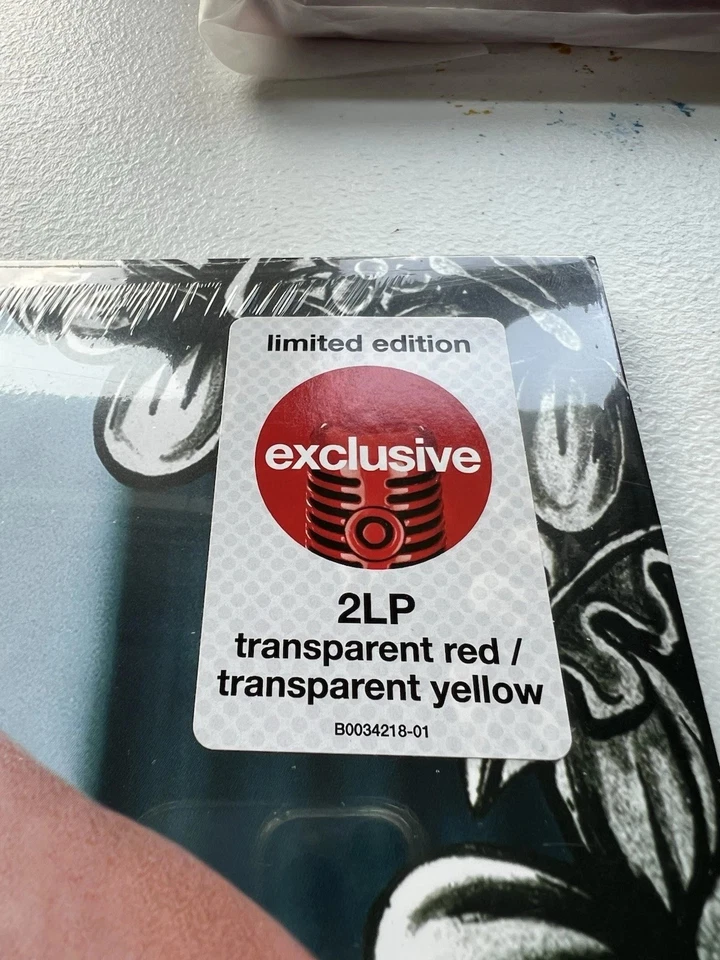 limited edition
exclusive
2LP
transparent red /
transparent yellow
B0034218-01